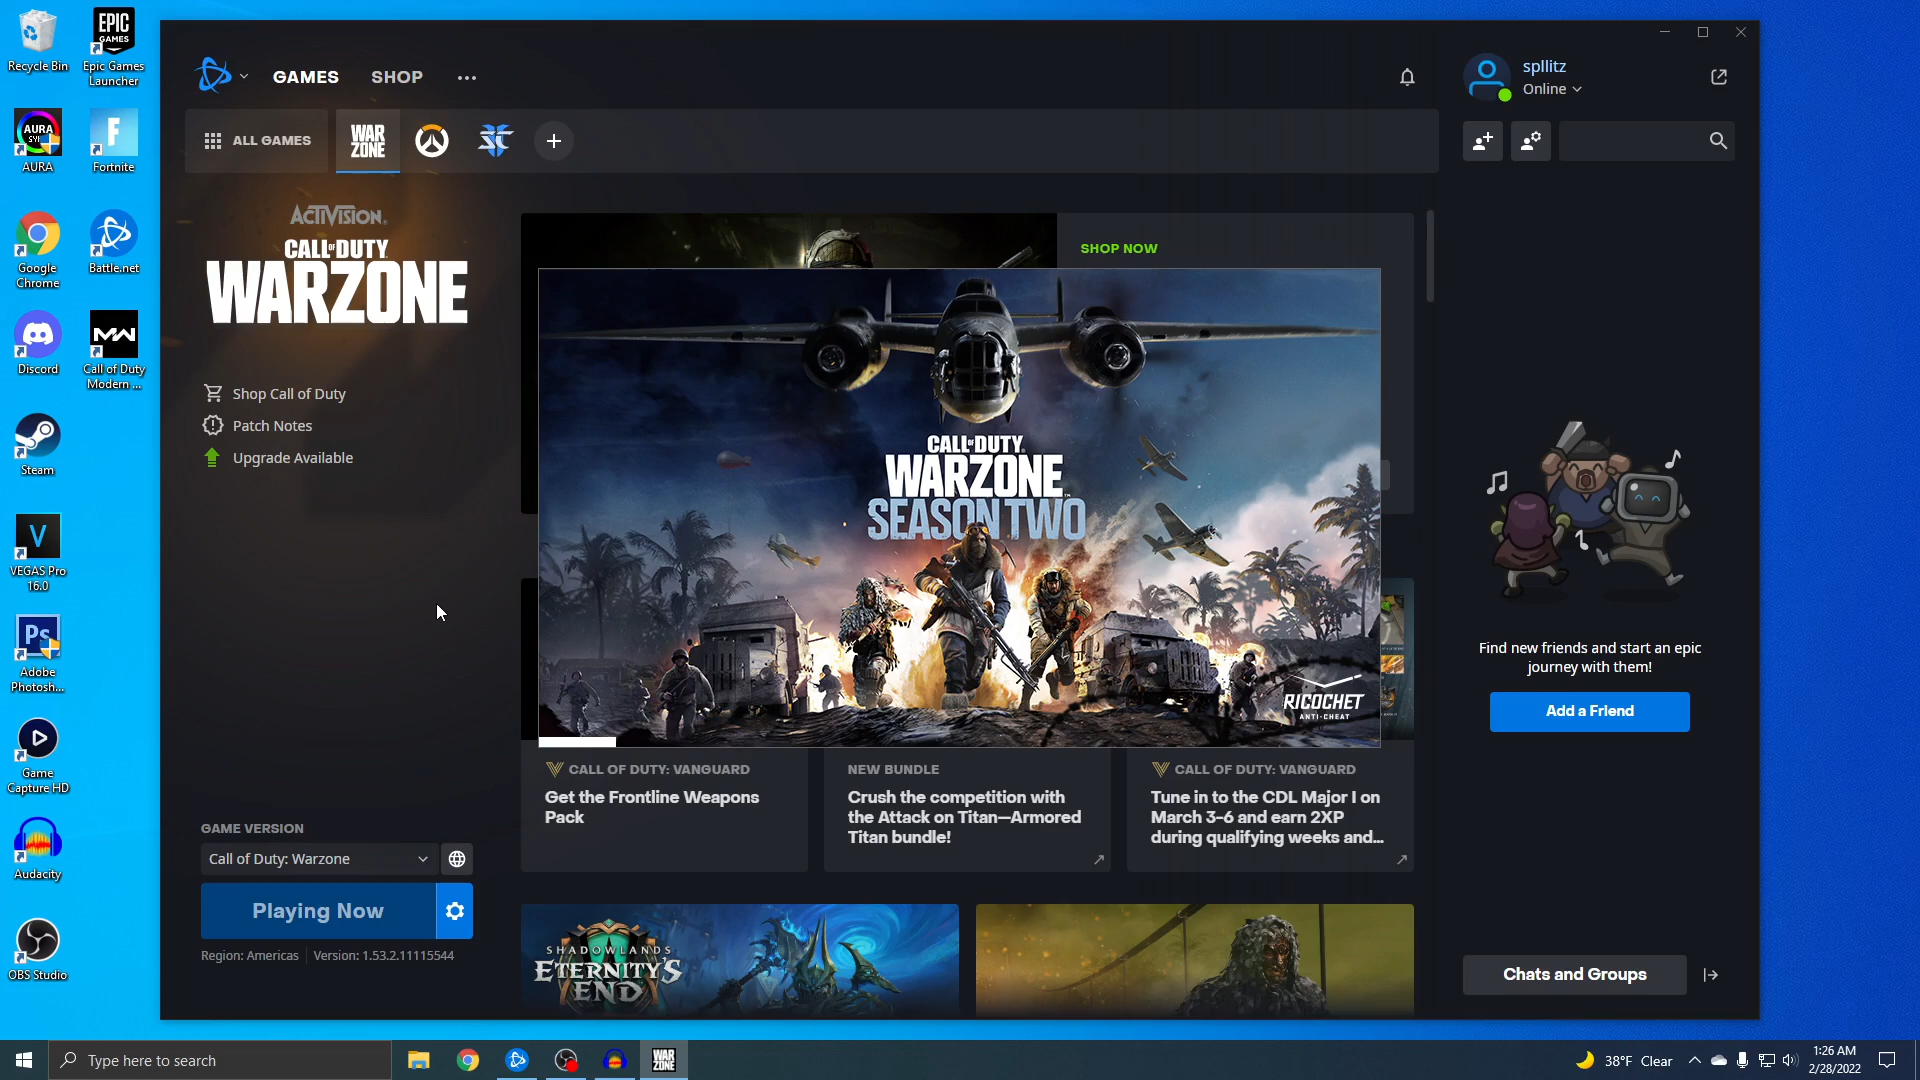 Recycle Bin
EPIC
GAMES
Epic Games
Launcher
AURA
AURA
Fortnite
Google
Chrome
Battle.net
Discord
Call of Duty
Modern ...
Steam
VEGAS Pro
16.0
Adobe
Photosh...
Game
Capture HD
Audacity
OBS Studio
GAMES
SHOP
ALL GAMES
WAR
ZONE
ACTIVISION
CALL OF DUTY
WARZONE
Shop Call of Duty
Patch Notes
Upgrade Available
GAME VERSION
Call of Duty: Warzone
Playing Now
Region: Americas
Version: 1.53.2.11115544
SHOP NOW
CALL OF DUTY
WARZONE
SEASON TWO
RICOCHET
ANTI-CHEAT
CALL OF DUTY: VANGUARD
Get the Frontline Weapons
Pack
NEW BUNDLE
Crush the competition with
the Attack on Titan—Armored
Titan bundle!
CALL OF DUTY: VANGUARD
Tune in to the CDL Major I on
March 3-6 and earn 2XP
during qualifying weeks and...
SHADOWLANDS
ETERNITY'S
END
spllitz
Online
Find new friends and start an epic
journey with them!
Add a Friend
Chats and Groups
Type here to search
WAR
ZONE
38°F Clear
1:26 AM
2/28/2022